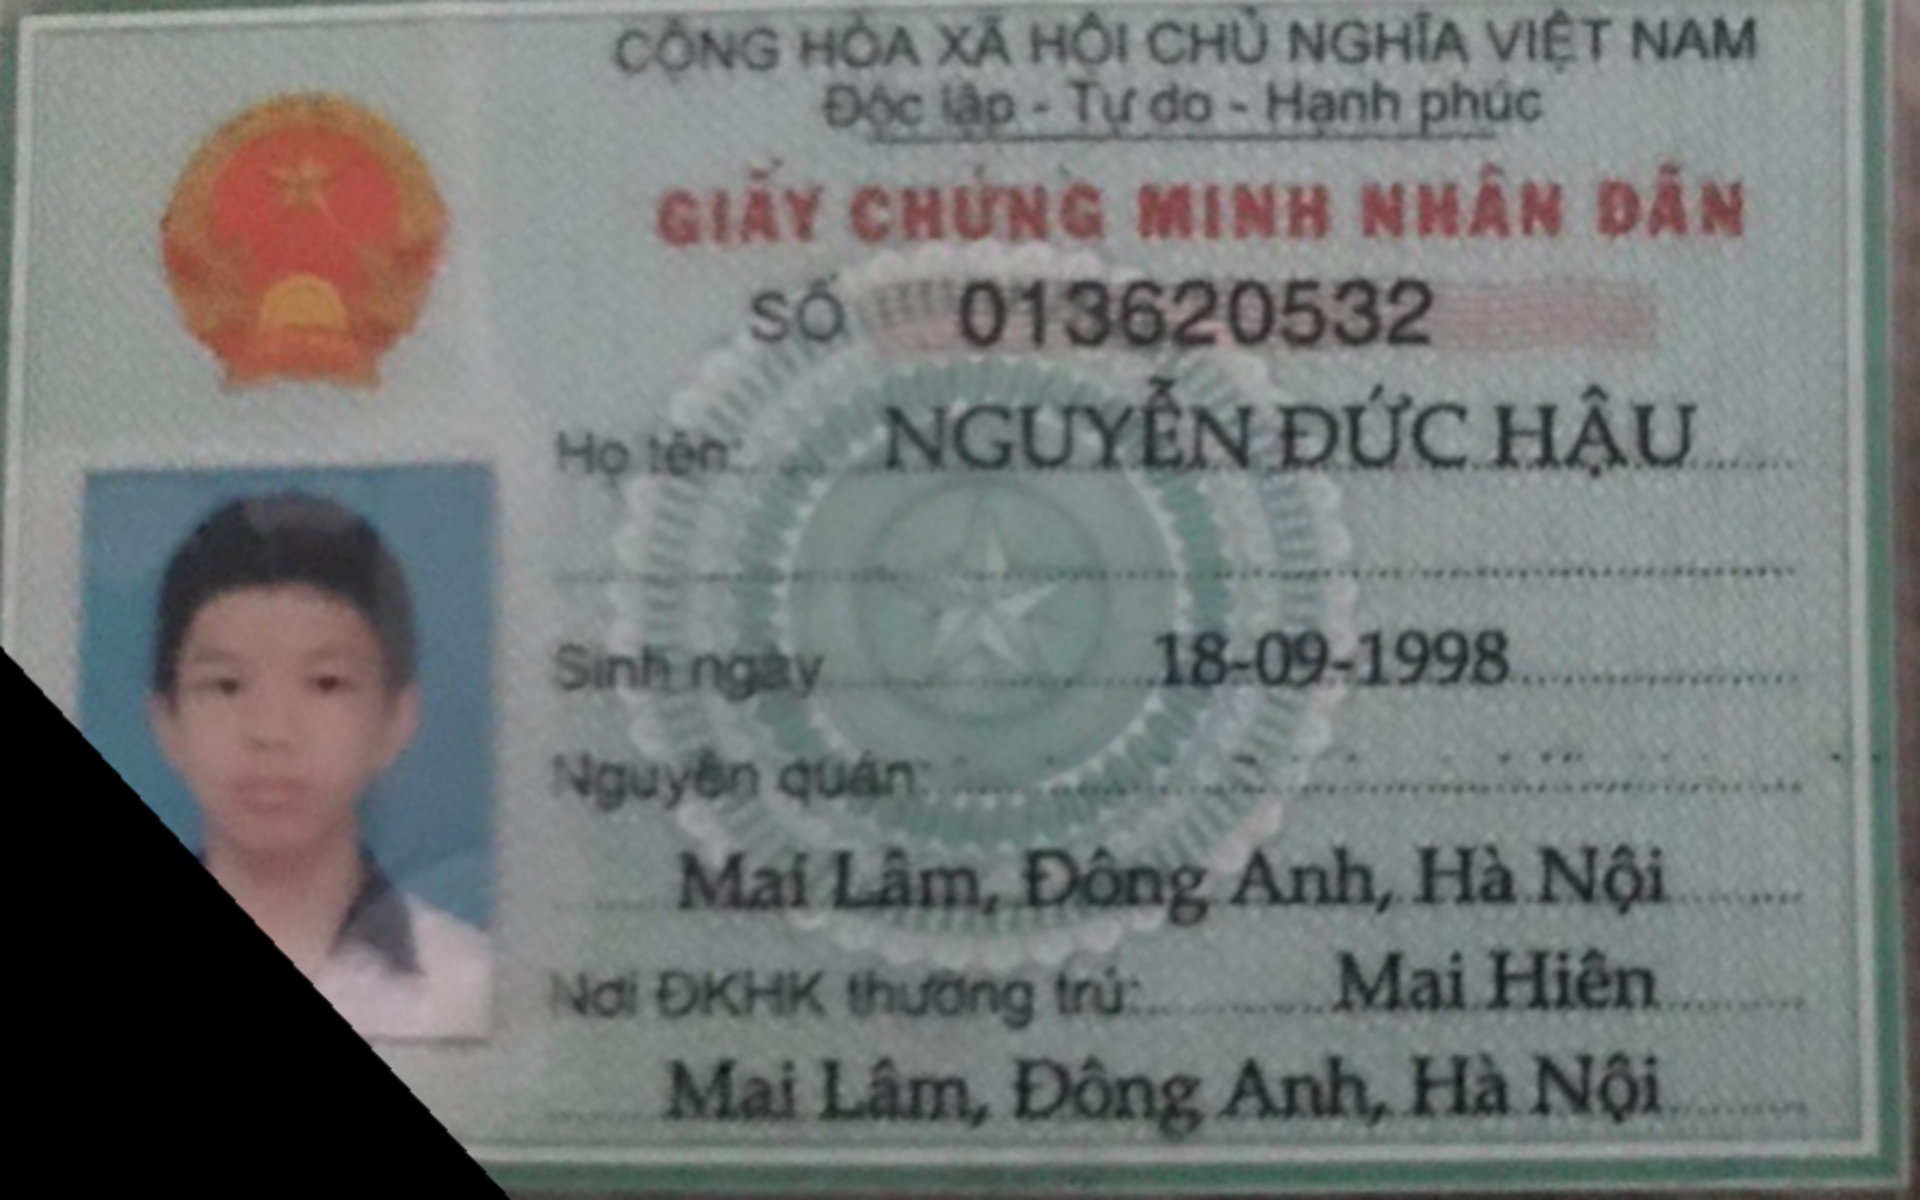 CỘNG HÒA XÃ HỘI CHỦ NGHĨA VIỆT NAM
Độc lập - Tự do - Hạnh phúc
GIẤY CHỨNG MINH NHÂN DÂN
SỐ 013620532
Họ tên: NGUYỄN ĐỨC HẬU
Sinh ngày 18-09-1998
Nguyên quán:
Mai Lâm, Đông Anh, Hà Nội
Nơi ĐKHK thường trú: Mai Hiên
Mai Lâm, Đông Anh, Hà Nội